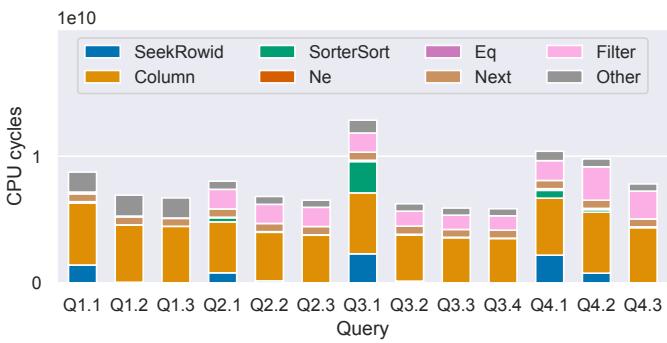 1e10
SeekRowid SorterSort Eq Filter
Column Ne Next Other
CPU cycles
1
0
Q1.1 Q1.2 Q1.3 Q2.1 Q2.2 Q2.3 Q3.1 Q3.2 Q3.3 Q3.4 Q4.1 Q4.2 Q4.3
Query